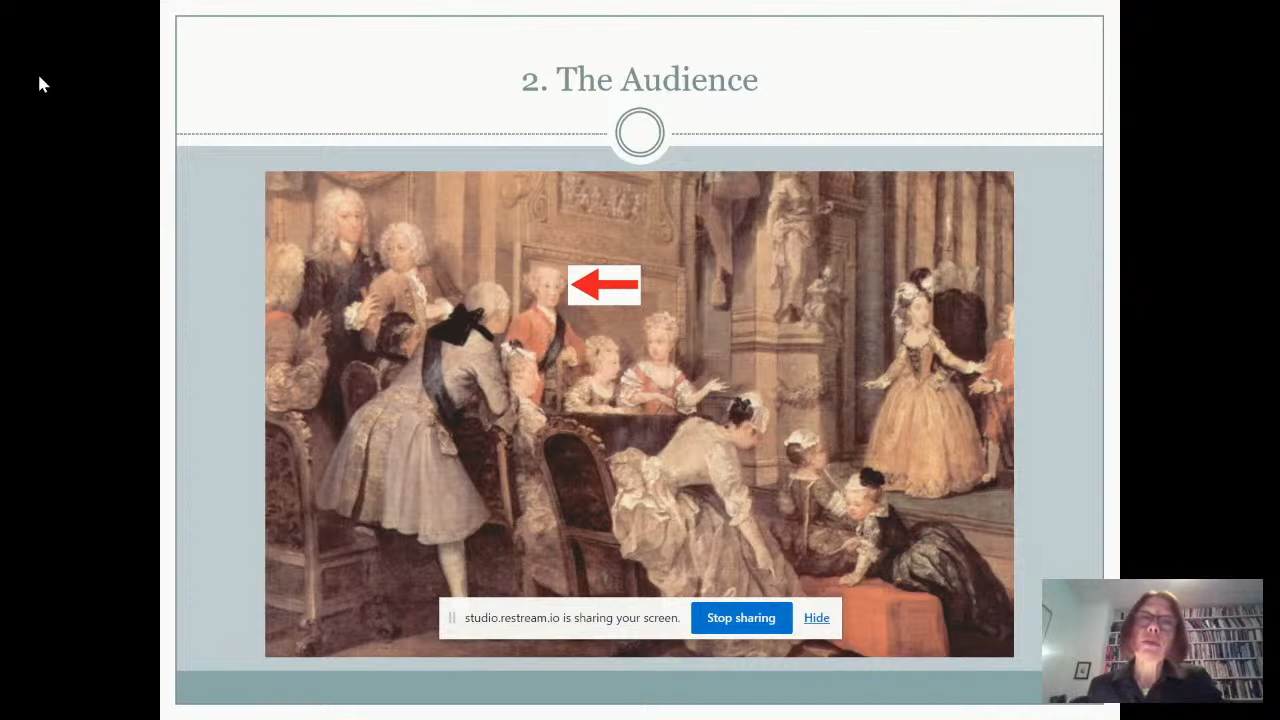 2. The Audience
studio.restream.io is sharing your screen. Stop sharing Hide